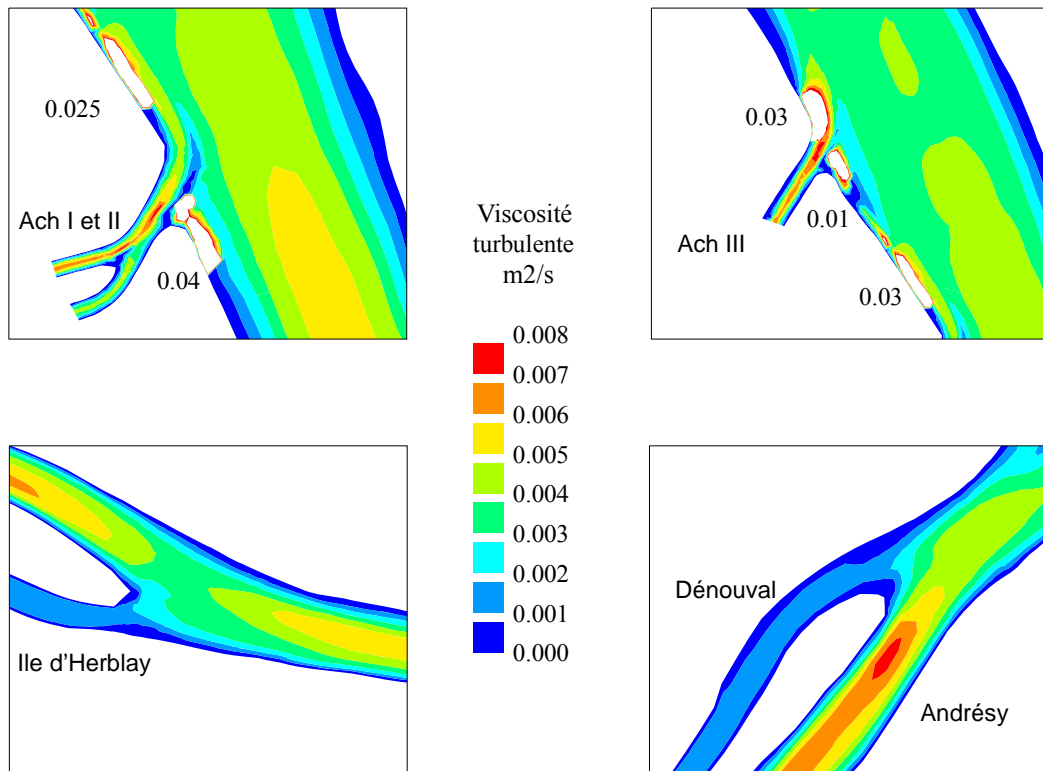 0.025
Ach I et II
0.04
Viscosité
turbulente
m2/s
0.008
0.007
0.006
0.005
0.004
0.003
0.002
0.001
0.000
0.03
0.01
Ach III
0.03
Ile d'Herblay
Dénouval
Andrésy